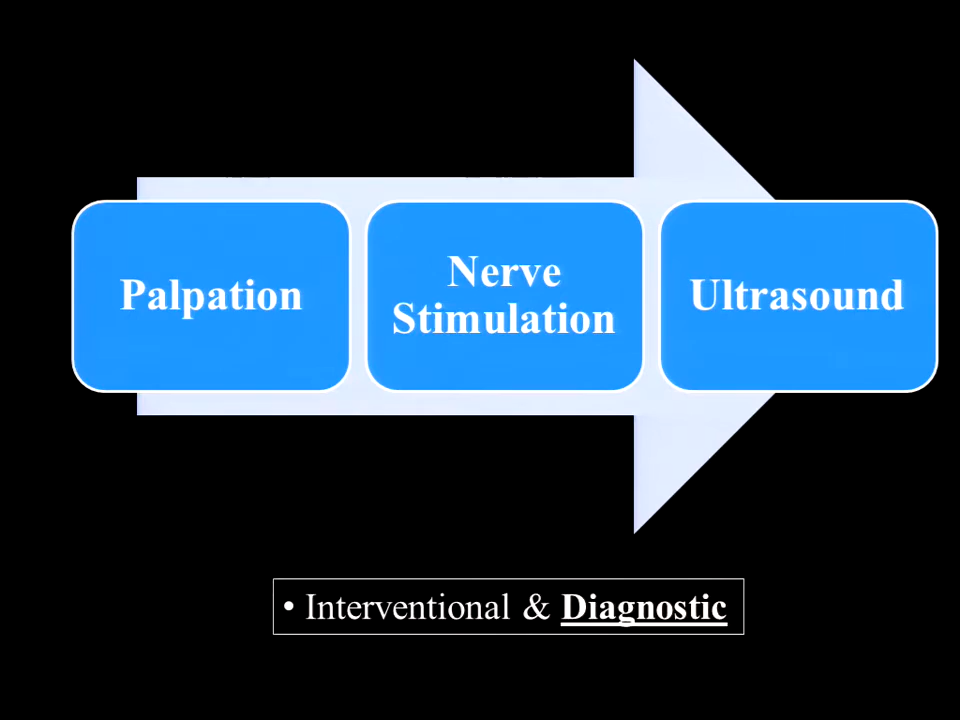 Palpation
Nerve
Stimulation
Ultrasound
• Interventional & Diagnostic